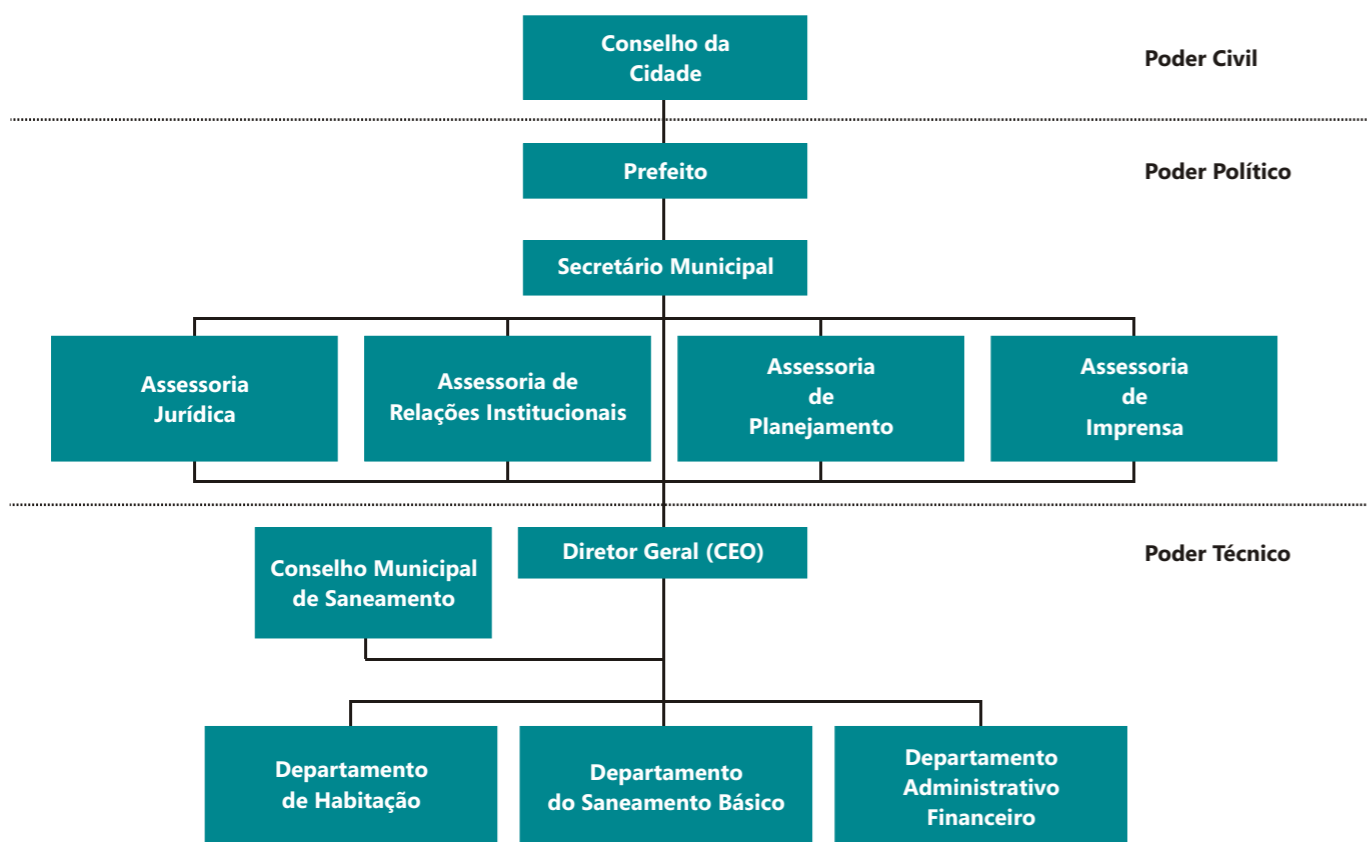 Conselho da
Cidade
Poder Civil
Prefeito
Poder Político
Secretário Municipal
Assessoria
Jurídica
Assessoria de
Relações Institucionais
Assessoria
de
Planejamento
Assessoria
de
Imprensa
Conselho Municipal
de Saneamento
Diretor Geral (CEO)
Poder Técnico
Departamento
de Habitação
Departamento
do Saneamento Básico
Departamento
Administrativo
Financeiro